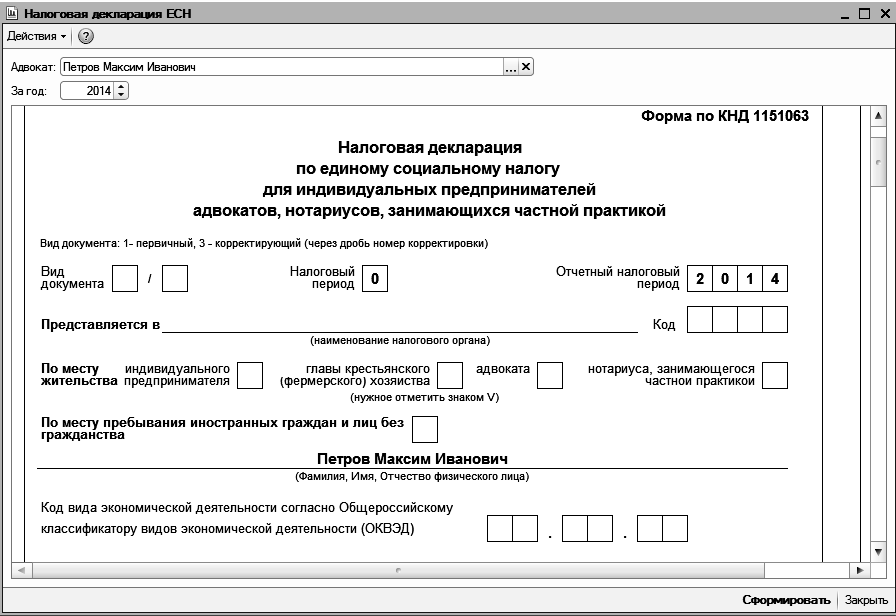 Налоговая декларация ЕСН
Действия
?
Адвокат: Петров Максим Иванович ...
За год: 2014
Форма по КНД 1151063
Налоговая декларация
по единому социальному налогу
для индивидуальных предпринимателей
адвокатов, нотариусов, занимающихся частной практикой
Вид документа: 1- первичный, 3 - корректирующий (через дробь номер корректировки)
Вид документа / Налоговый период 0 Отчетный налоговый период 2 0 1 4
Представляется в Код
(наименование налогового органа)
По месту жительства индивидуального предпринимателя главы крестьянского (фермерского) хозяйства адвоката нотариуса, занимающегося частной практикой
(нужное отметить знаком V)
По месту пребывания иностранных граждан и лиц без
гражданства
Петров Максим Иванович
(Фамилия, Имя, Отчество физического лица)
Код вида экономической деятельности согласно Общероссийскому
классификатору видов экономической деятельности (ОКВЭД) . .
Сформировать Закрыть